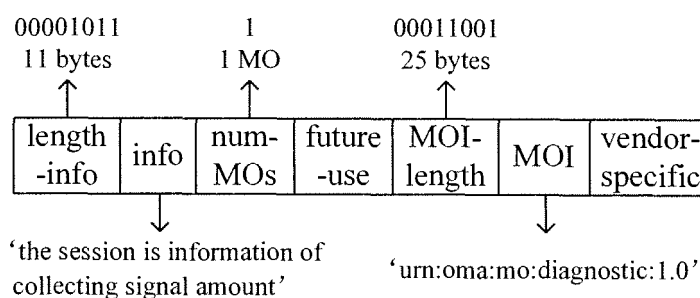 00001011 1 00011001
11 bytes 1 MO 25 bytes
length
-info
info
num-
MOs
future
-use
MOI-
length
MOI
vendor-
specific
'the session is information of
collecting signal amount'
'urn:oma:mo:diagnostic:1.0'